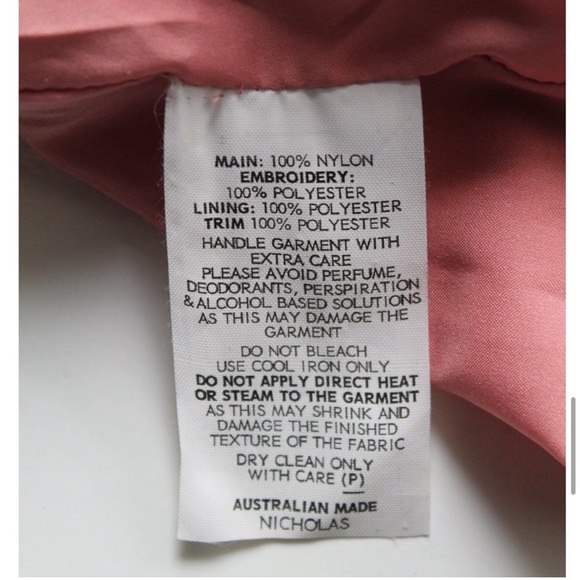 MAIN: 100% NYLON
EMBROIDERY:
100% POLYESTER
LINING: 100% POLYESTER
TRIM 100% POLYESTER
HANDLE GARMENT WITH
EXTRA CARE
PLEASE AVOID PERFUME,
DEODORANTS, PERSPIRATION
& ALCOHOL BASED SOLUTIONS
AS THIS MAY DAMAGE THE
GARMENT
DO NOT BLEACH
USE COOL IRON ONLY
DO NOT APPLY DIRECT HEAT
OR STEAM TO THE GARMENT
AS THIS MAY SHRINK AND
DAMAGE THE FINISHED
TEXTURE OF THE FABRIC
DRY CLEAN ONLY
WITH CARE (P)
AUSTRALIAN MADE
NICHOLAS